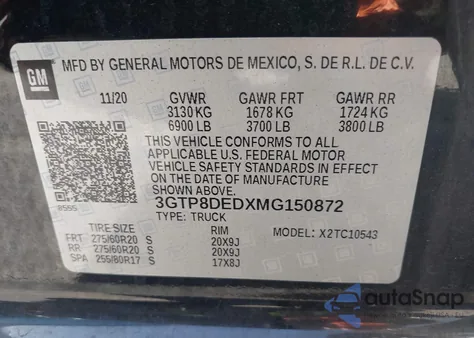 GM
MFD BY GENERAL MOTORS DE MEXICO, S. DE R.L. DE C.V.
11/20 GVWR GAWR FRT GAWR RR
3130 KG 1678 KG 1724 KG
6900 LB 3700 LB 3800 LB
THIS VEHICLE CONFORMS TO ALL
APPLICABLE U.S. FEDERAL MOTOR
VEHICLE SAFETY STANDARDS IN EFFECT
ON THE DATE OF MANUFACTURE
SHOWN ABOVE.
3GTP8DEDXMG150872
TYPE: TRUCK MODEL: X2TC10543
TIRE SIZE RIM
FRT 275/60R20 S 20X9J
RR 275/60R20 S 20X9J
SPA 255/80R17 S 17X8J
autoSnap